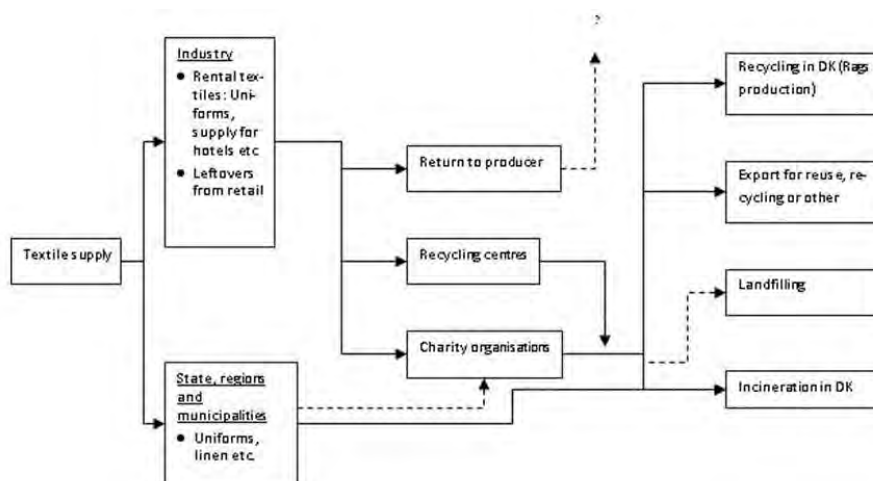 ?
Industry
● Rental tex-
tiles: Uni-
forms,
supply for
hotels etc
● Leftovers
from retail
Textile supply
State, regions
and
municipalities
● Uniforms,
linen etc.
Return to producer
Recycling centres
Charity organisations
Recycling in DK (Rags
production)
Export for reuse, re-
cycling or other
Landfilling
Incineration in DK